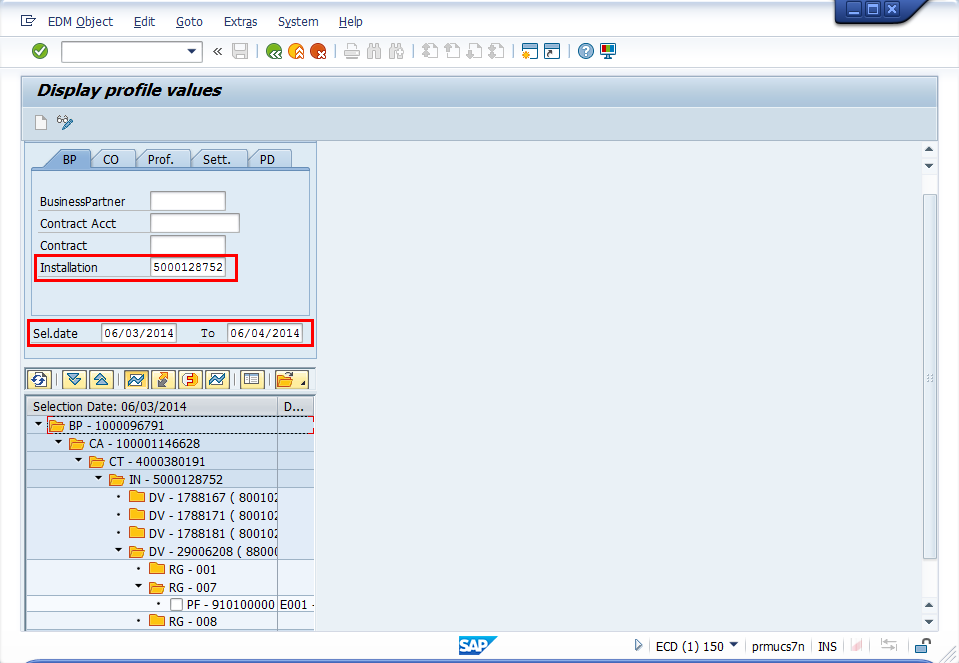 EDM Object Edit Goto Extras System Help
Display profile values
BP CO Prof. Sett. PD
BusinessPartner
Contract Acct
Contract
Installation 5000128752
Sel.date 06/03/2014 To 06/04/2014
Selection Date: 06/03/2014 D...
BP - 1000096791
CA - 100001146628
CT - 4000380191
IN - 5000128752
DV - 1788167 ( 80010
DV - 1788171 ( 80010
DV - 1788181 ( 80010
DV - 29006208 ( 8800
RG - 001
RG - 007
PF - 910100000 E001 -
RG - 008
SAP ECD (1) 150 prmucs7n INS